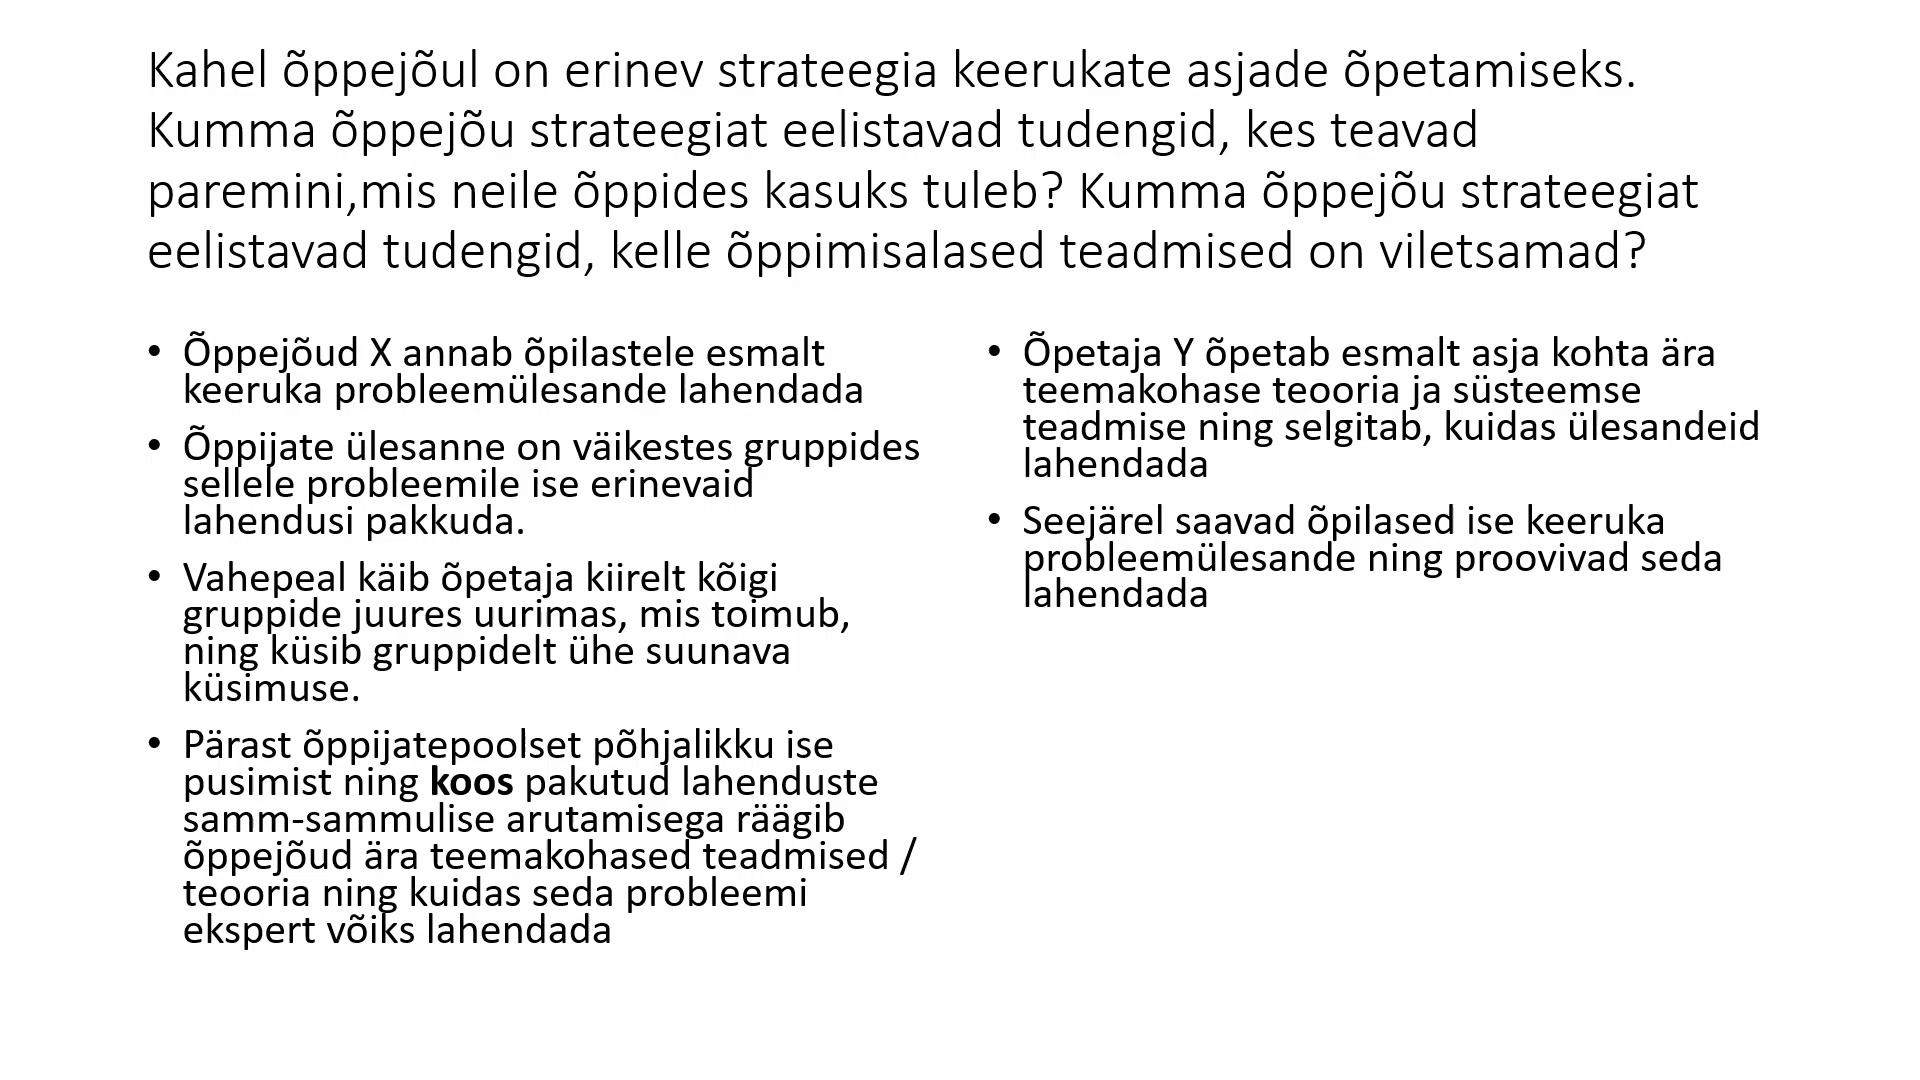 Kahel õppejõul on erinev strateegia keerukate asjade õpetamiseks.
Kumma õppejõu strateegiat eelistavad tudengid, kes teavad
paremini,mis neile õppides kasuks tuleb? Kumma õppejõu strateegiat
eelistavad tudengid, kelle õppimisalased teadmised on viletsamad?
• Õppejõud X annab õpilastele esmalt
keeruka probleemülesande lahendada
• Õppijate ülesanne on väikestes gruppides
sellele probleemile ise erinevaid
lahendusi pakkuda.
• Vahepeal käib õpetaja kiirelt kõigi
gruppide juures uurimas, mis toimub,
ning küsib gruppidelt ühe suunava
küsimuse.
• Pärast õppijatepoolset põhjalikku ise
pusimist ning koos pakutud lahenduste
samm-sammulise arutamisega räägib
õppejõud ära teemakohased teadmised /
teooria ning kuidas seda probleemi
ekspert võiks lahendada
• Õpetaja Y õpetab esmalt asja kohta ära
teemakohase teooria ja süsteemse
teadmise ning selgitab, kuidas ülesandeid
lahendada
• Seejärel saavad õpilased ise keeruka
probleemülesande ning proovivad seda
lahendada